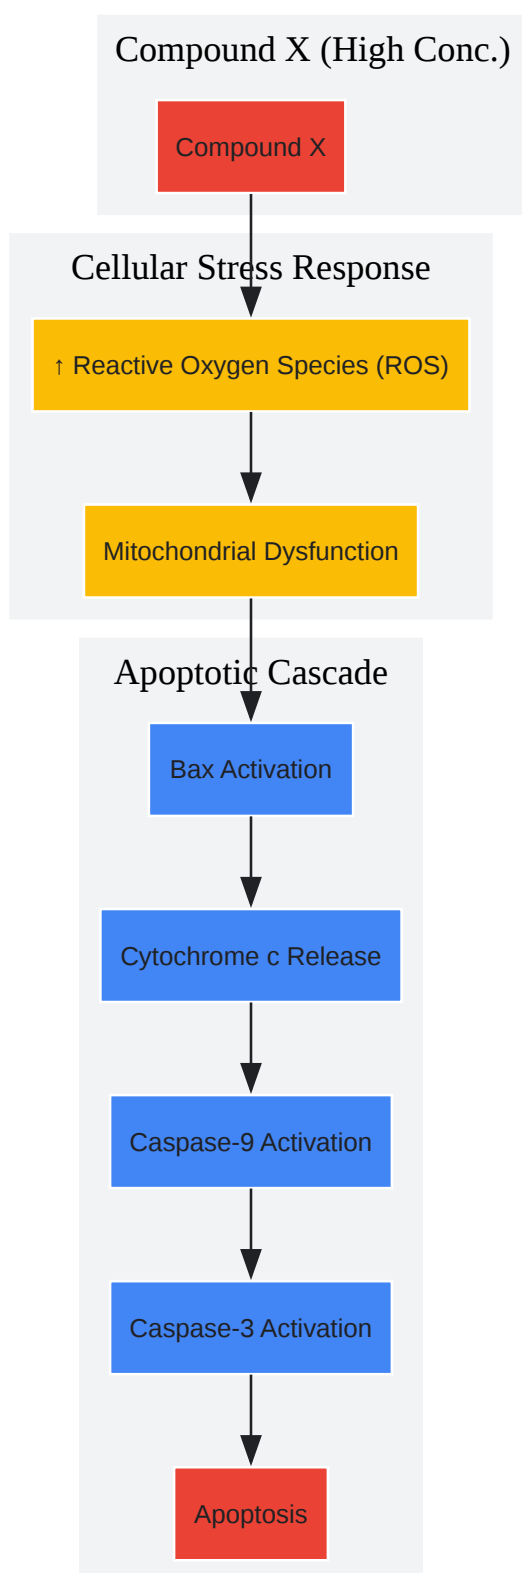 Compound X (High Conc.)
Compound X
Cellular Stress Response
↑ Reactive Oxygen Species (ROS)
Mitochondrial Dysfunction
Apoptotic Cascade
Bax Activation
Cytochrome c Release
Caspase-9 Activation
Caspase-3 Activation
Apoptosis